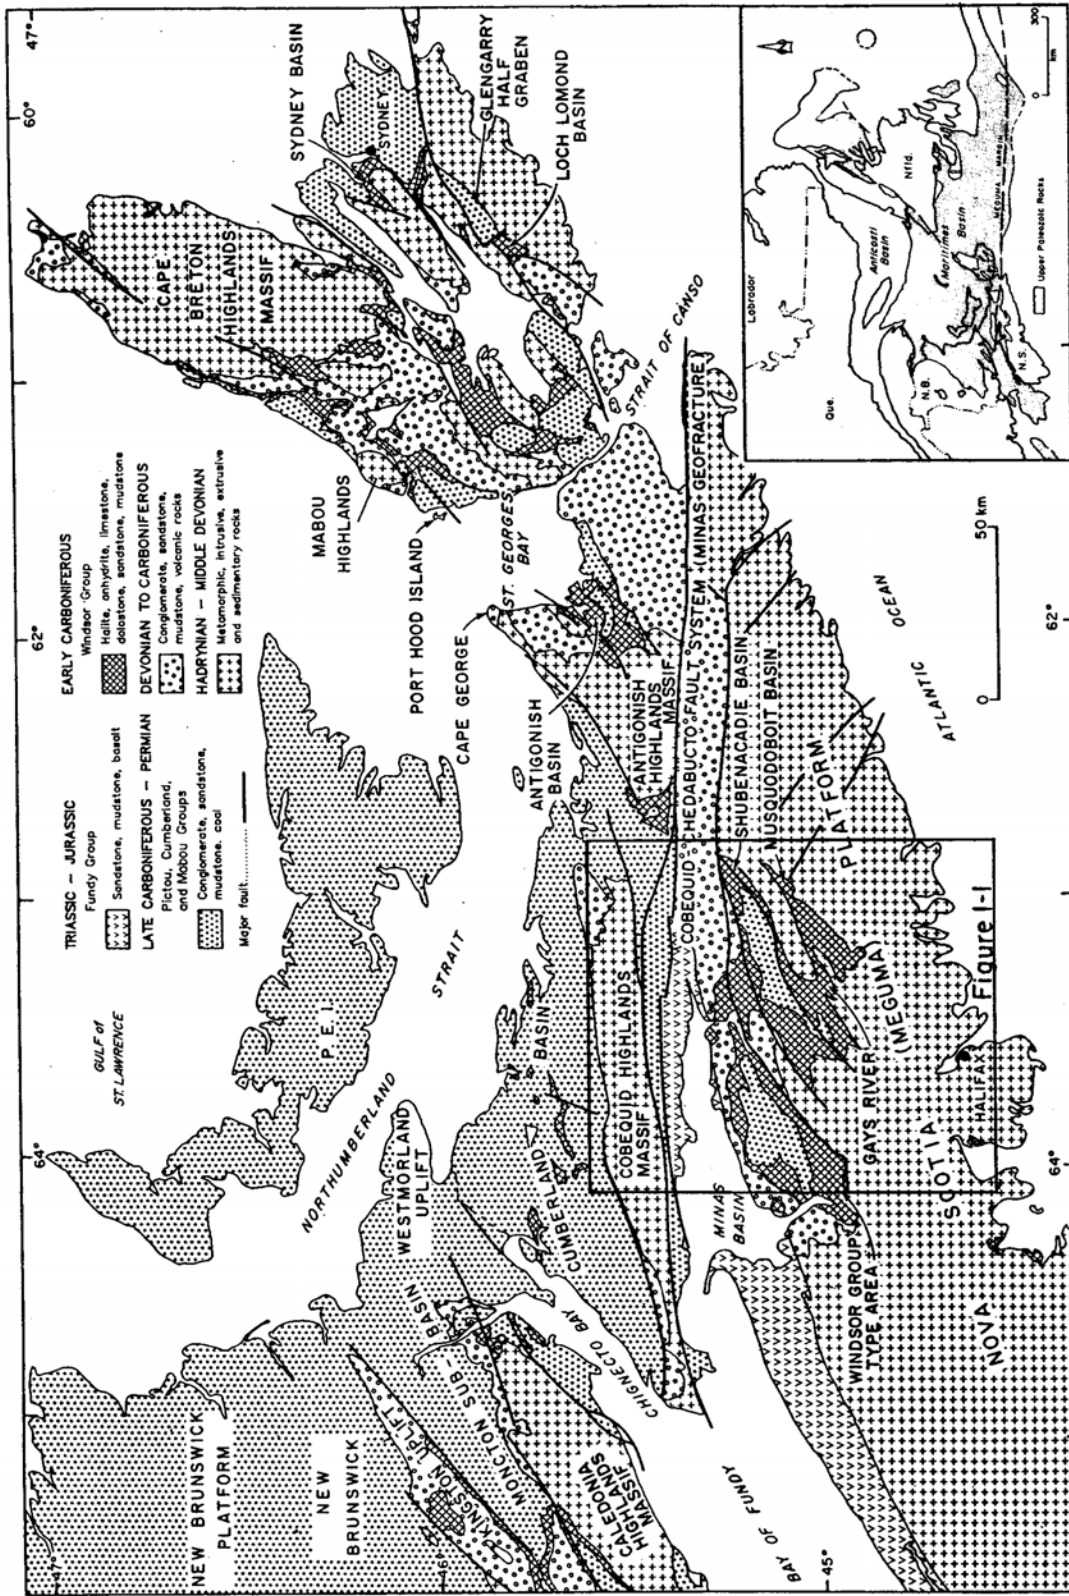 47°
60°
62°
64°
47°
46°
45°
64°
62°
TRIASSIC – JURASSIC
Fundy Group
Sandstone, mudstone, basalt
LATE CARBONIFEROUS – PERMIAN
Pictou, Cumberland,
and Mabou Groups
Conglomerate, sandstone,
mudstone, coal
Major fault
EARLY CARBONIFEROUS
Windsor Group
Halite, anhydrite, limestone,
dolostone, sandstone, mudstone
DEVONIAN TO CARBONIFEROUS
Conglomerate, sandstone,
mudstone, volcanic rocks
HADRYNIAN – MIDDLE DEVONIAN
Metamorphic, intrusive, extrusive
and sedimentary rocks
GULF of
ST. LAWRENCE
P. E. I.
NORTHUMBERLAND
STRAIT
NEW BRUNSWICK
PLATFORM
NEW
BRUNSWICK
KINGSTON UPLIFT
MONCTON SUB-BASIN
WESTMORLAND
UPLIFT
CALEDONIA
HIGHLANDS
MASSIF
CHIGNECTO BAY
BAY OF FUNDY
CUMBERLAND
BASIN
COBEQUID HIGHLANDS
MASSIF
MINAS
BASIN
WINDSOR GROUP
TYPE AREA
GAYS RIVER
NOVA
SCOTIA
(MEGUMA
PLATFORM
HALIFAX
Figure 1-1
COBEQUID-CHEDABUCTO FAULT SYSTEM (MINAS GEOFRACTURE)
SHUBENACADIE BASIN
MUSQUODOBOIT BASIN
ANTIGONISH
HIGHLANDS
MASSIF
ANTIGONISH
BASIN
CAPE GEORGE
ST. GEORGES
BAY
PORT HOOD ISLAND
MABOU
HIGHLANDS
CAPE
BRETON
HIGHLANDS
MASSIF
SYDNEY BASIN
SYDNEY
GLENGARRY
HALF
GRABEN
LOCH LOMOND
BASIN
STRAIT OF CANSO
ATLANTIC
OCEAN
0
50 km
Labrador
Que.
Anticosti
Basin
Nfld.
Maritimes
Basin
N.B.
N.S.
MEGUMA MARGIN
Upper Paleozoic Rocks
0
300
km